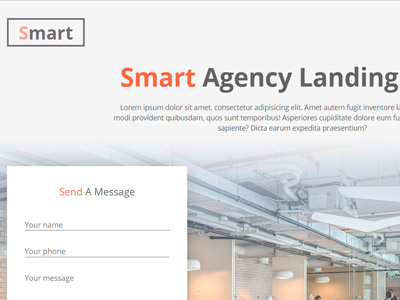 Smart
Smart Agency Landing
Lorem ipsum dolor sit amet, consectetur adipisicing elit. Amet autem fugit inventore
modi provident quibusdam, quos sunt temporibus! Asperiores cupiditate dolore eum
sapiente? Dicta earum expedita praesentium?
Send A Message
Your name
Your phone
Your message